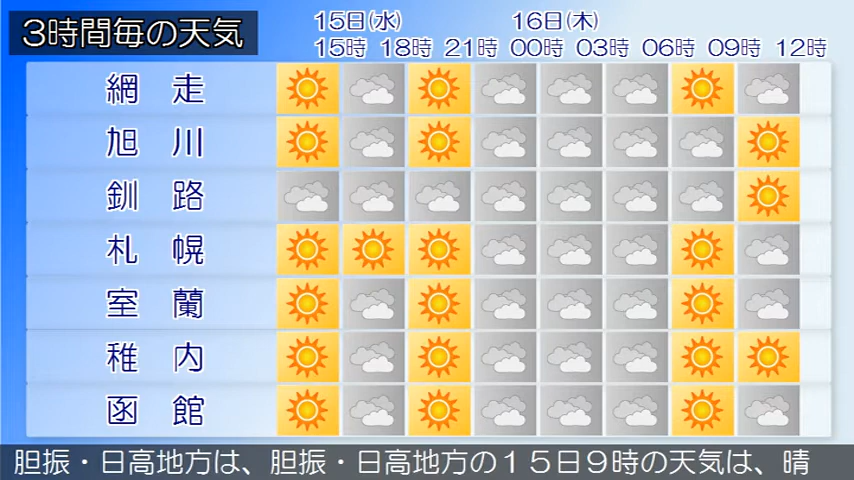 3時間毎の天気
15日(水) 16日(木)
15時 18時 21時 00時 03時 06時 09時 12時
網走
旭川
釧路
札幌
室蘭
稚内
函館
胆振・日高地方は、胆振・日高地方の１５日９時の天気は、晴